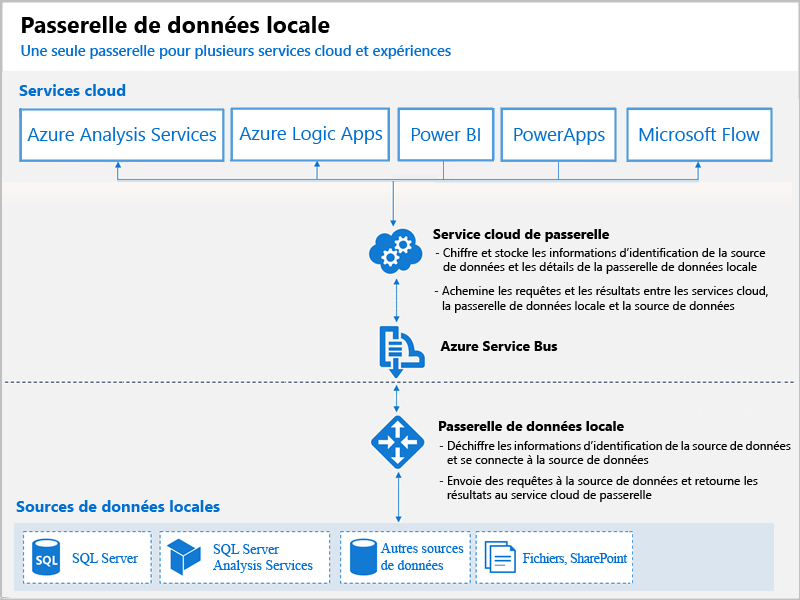 Passerelle de données locale
Une seule passerelle pour plusieurs services cloud et expériences
Services cloud
Azure Analysis Services
Azure Logic Apps
Power BI
PowerApps
Microsoft Flow
Service cloud de passerelle
- Chiffre et stocke les informations d’identification de la source
de données et les détails de la passerelle de données locale
- Achemine les requêtes et les résultats entre les services cloud,
la passerelle de données locale et la source de données
Azure Service Bus
Passerelle de données locale
- Déchiffre les informations d’identification de la source de données
et se connecte à la source de données
- Envoie des requêtes à la source de données et retourne les
résultats au service cloud de passerelle
Sources de données locales
SQL
SQL Server
SQL Server
Analysis Services
Autres sources
de données
Fichiers, SharePoint